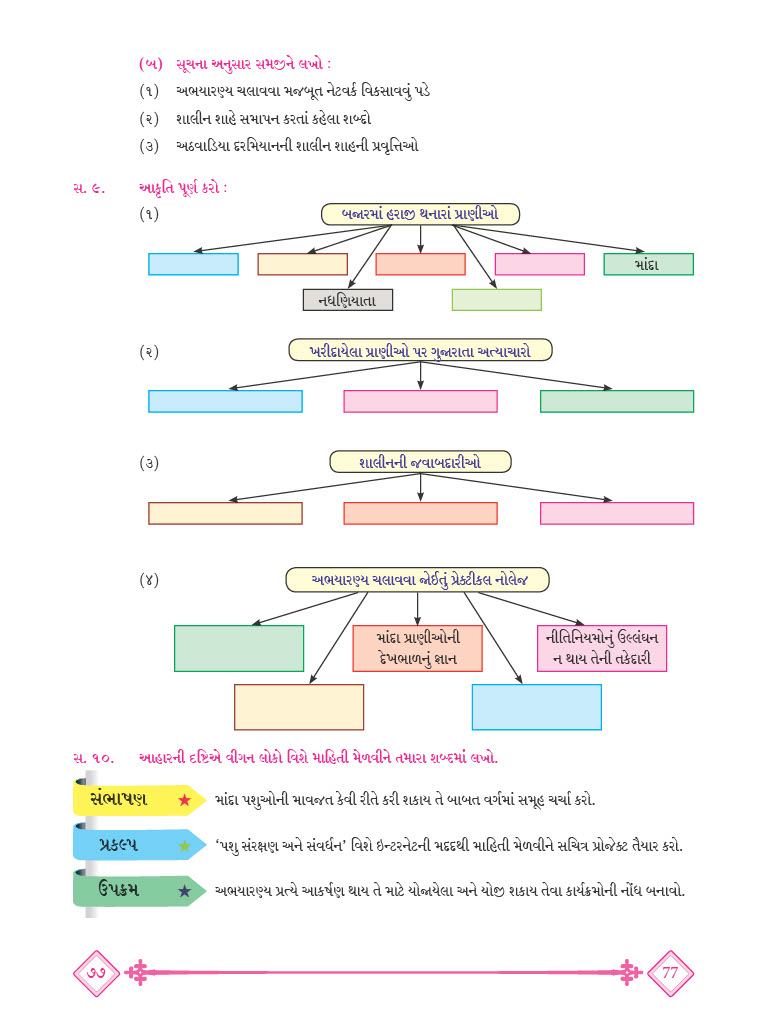 (બ) સૂચના અનુસાર સમજીને લખો :
(૧) અભયારણ્ય ચલાવવા મજબૂત નેટવર્ક વિકસાવવું પડે
(૨) શાલીન શાહે સમાપન કરતાં કહેલા શબ્દો
(૩) અઠવાડિયા દરમિયાનની શાલીન શાહની પ્રવૃત્તિઓ
સ. ૯. આકૃતિ પૂર્ણ કરો :
(૧) બજારમાં હરાજી થનારાં પ્રાણીઓ
માંદા
નધણિયાતા
(૨) ખરીદાયેલા પ્રાણીઓ પર ગુજારાતા અત્યાચારો
(૩) શાલીનની જવાબદારીઓ
(૪) અભયારણ્ય ચલાવવા જોઈતું પ્રેક્ટીકલ નોલેજ
માંદા પ્રાણીઓની
દેખભાળનું જ્ઞાન
નીતિનિયમોનું ઉલ્લંઘન
ન થાય તેની તકેદારી
સ. ૧૦. આહારની દષ્ટિએ વીગન લોકો વિશે માહિતી મેળવીને તમારા શબ્દમાં લખો.
સંભાષણ ★ માંદા પશુઓની માવજત કેવી રીતે કરી શકાય તે બાબત વર્ગમાં સમૂહ ચર્ચા કરો.
પ્રકલ્પ ★ ‘પશુ સંરક્ષણ અને સંવર્ધન’ વિશે ઇન્ટરનેટની મદદથી માહિતી મેળવીને સચિત્ર પ્રોજેક્ટ તૈયાર કરો.
ઉપક્રમ ★ અભયારણ્ય પ્રત્યે આકર્ષણ થાય તે માટે યોજાયેલા અને યોજી શકાય તેવા કાર્યક્રમોની નોંધ બનાવો.
૭૭ 77